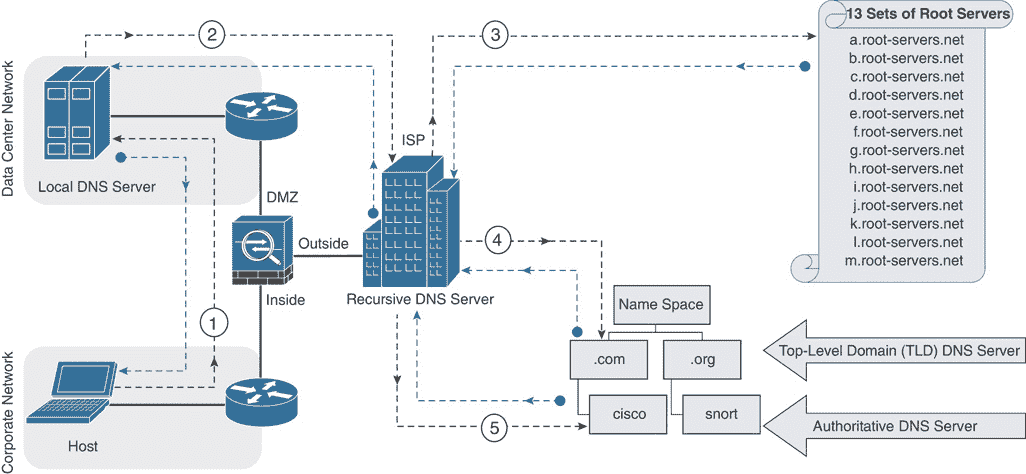 2
3
13 Sets of Root Servers
a.root-servers.net
b.root-servers.net
c.root-servers.net
d.root-servers.net
e.root-servers.net
f.root-servers.net
g.root-servers.net
h.root-servers.net
i.root-servers.net
j.root-servers.net
k.root-servers.net
l.root-servers.net
m.root-servers.net
Data Center Network
Local DNS Server
ISP
DMZ
Outside
Inside
Recursive DNS Server
4
1
Name Space
.com
.org
Top-Level Domain (TLD) DNS Server
cisco
snort
Authoritative DNS Server
5
Corporate Network
Host